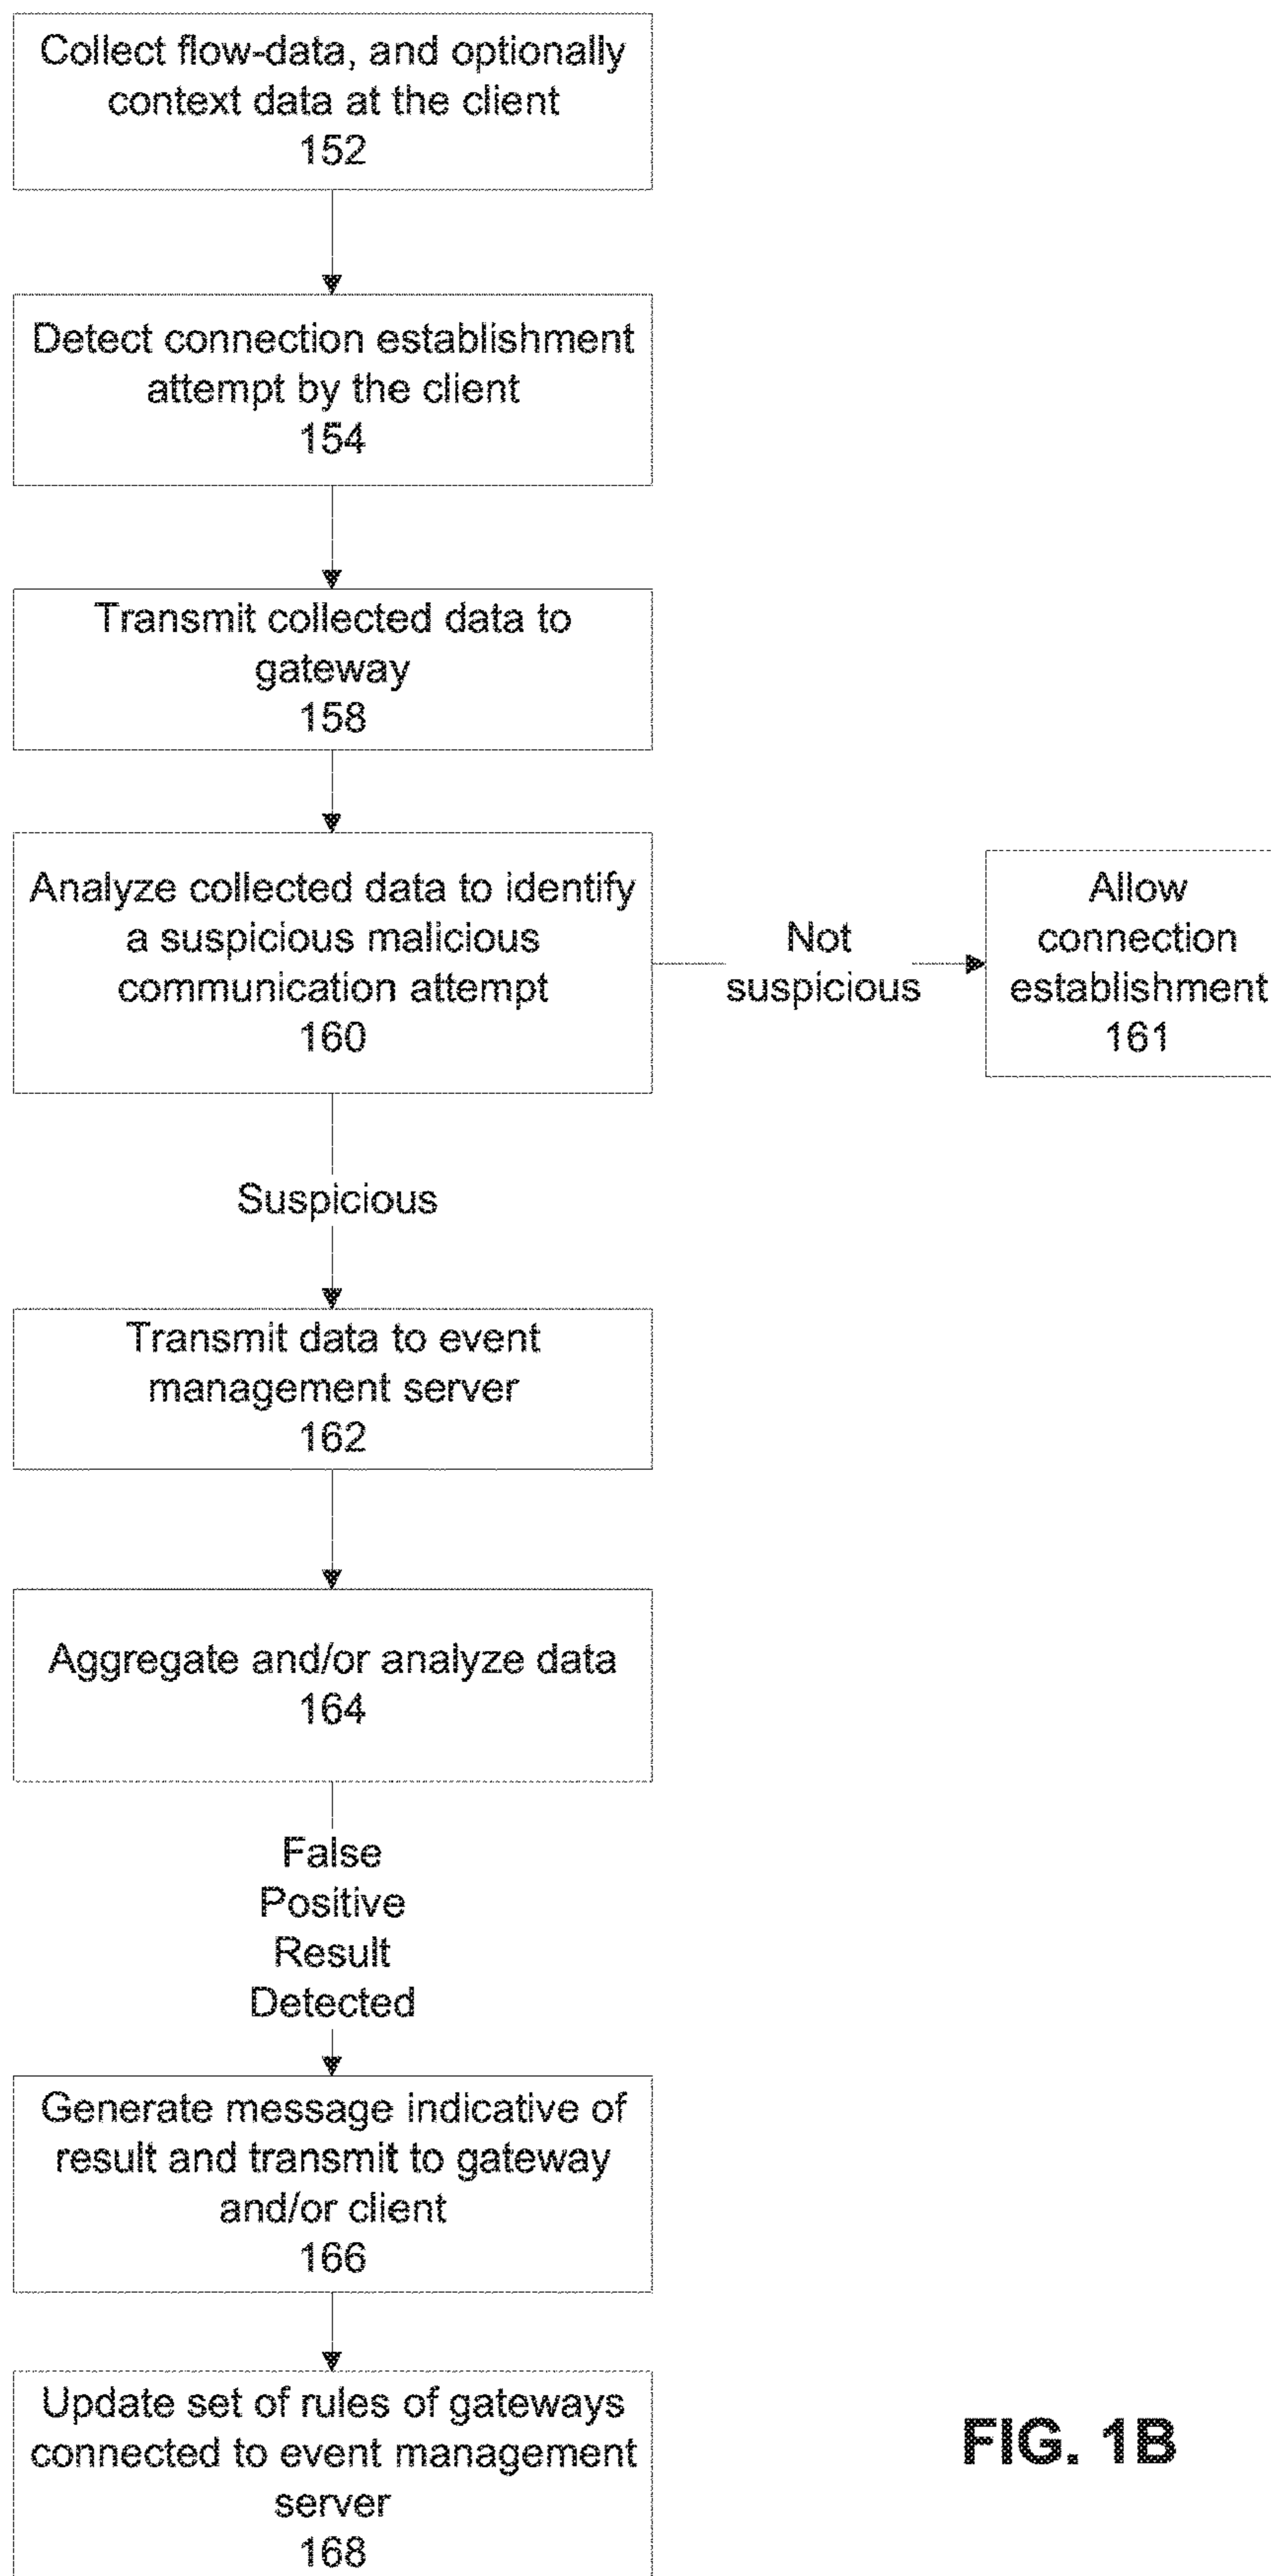 Collect flow-data, and optionally
context data at the client
152
Detect connection establishment
attempt by the client
154
Transmit collected data to
gateway
158
Analyze collected data to identify
a suspicious malicious
communication attempt
160
Not
suspicious
Allow
connection
establishment
161
Suspicious
Transmit data to event
management server
162
Aggregate and/or analyze data
164
False
Positive
Result
Detected
Generate message indicative of
result and transmit to gateway
and/or client
166
Update set of rules of gateways
connected to event management
server
168
FIG. 1B